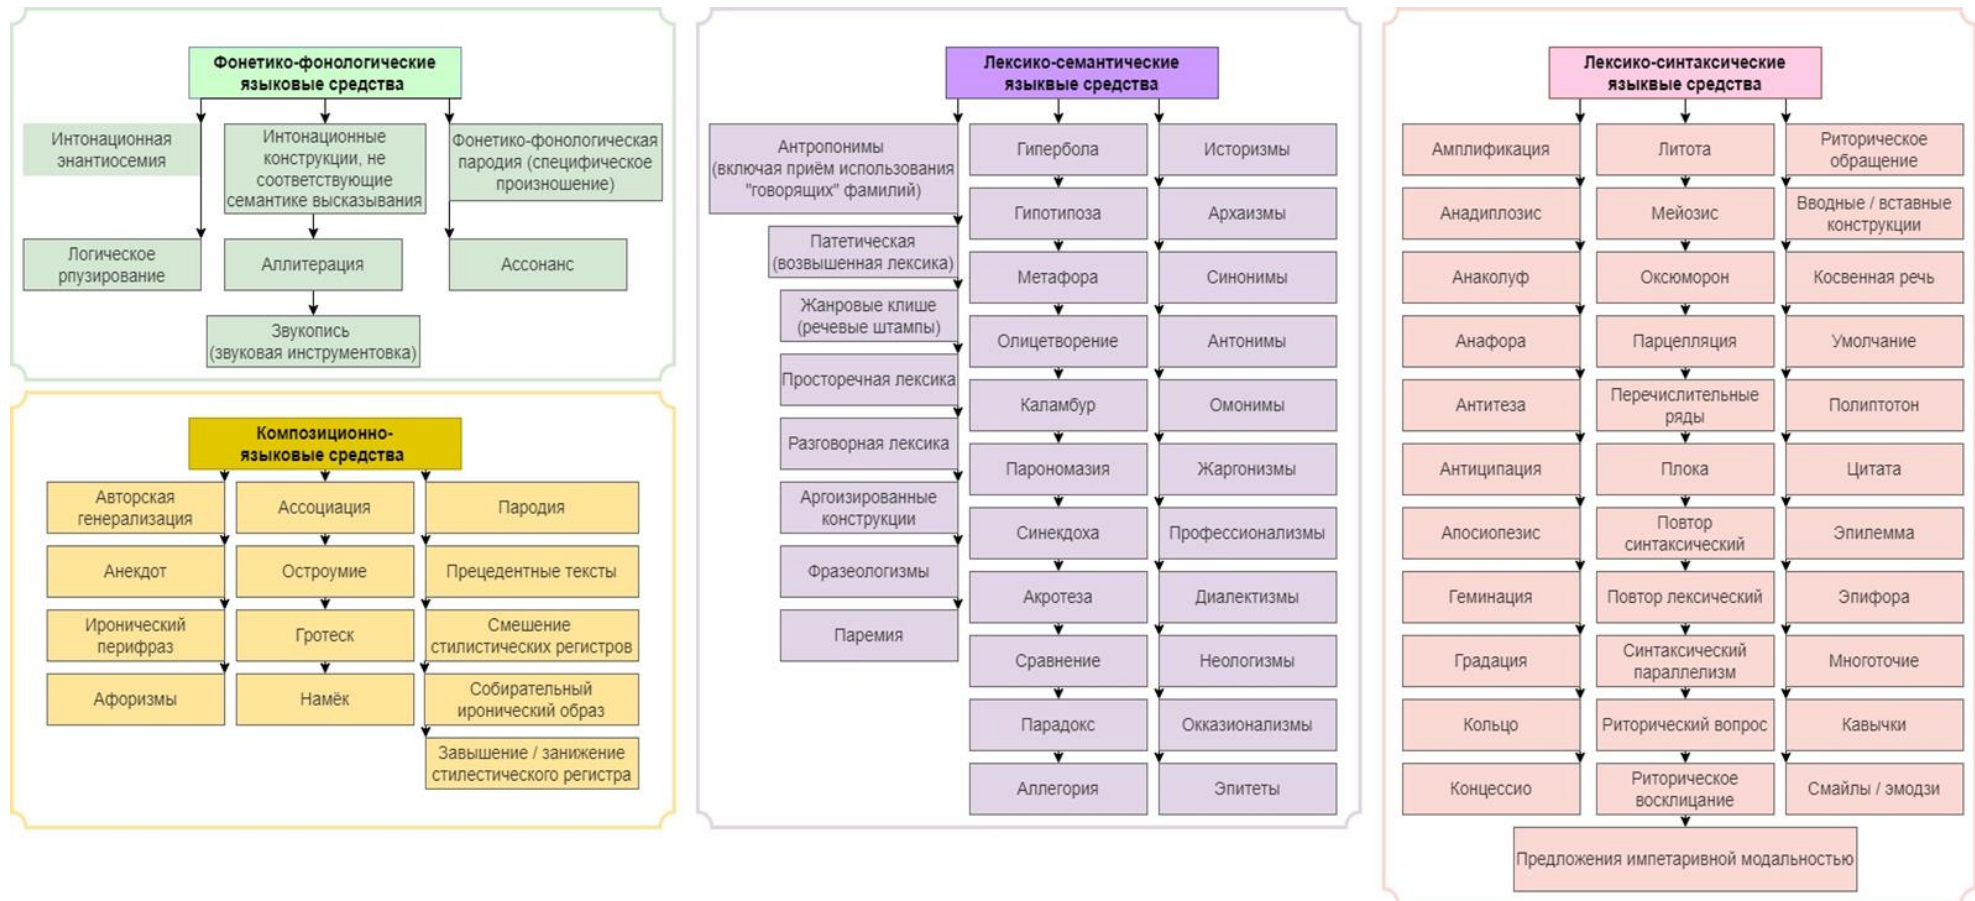 Фонетико-фонологические
языковые средства
Интонационная
энантиосемия
Интонационные
конструкции, не
соответствующие
семантике высказывания
Фонетико-фонологическая
пародия (специфическое
произношение)
Логическое
рпузирование
Аллитерация
Ассонанс
Звукопись
(звуковая инструментовка)
Композиционно-
языковые средства
Авторская
генерализация
Ассоциация
Пародия
Анекдот
Остроумие
Прецедентные тексты
Иронический
перифраз
Гротеск
Смешение
стилистических регистров
Афоризмы
Намёк
Собирательный
иронический образ
Завышение / занижение
стилестического регистра
Лексико-семантические
языквые средства
Антропонимы
(включая приём использования
"говорящих" фамилий)
Патетическая
(возвышенная лексика)
Жанровые клише
(речевые штампы)
Просторечная лексика
Разговорная лексика
Аргоизированные
конструкции
Фразеологизмы
Паремия
Гипербола
Гипотипоза
Метафора
Олицетворение
Каламбур
Парономазия
Синекдоха
Акротеза
Сравнение
Парадокс
Аллегория
Историзмы
Архаизмы
Синонимы
Антонимы
Омонимы
Жаргонизмы
Профессионализмы
Диалектизмы
Неологизмы
Окказионализмы
Эпитеты
Лексико-синтаксические
языквые средства
Амплификация
Анадиплозис
Анаколуф
Анафора
Антитеза
Антиципация
Апосиопезис
Геминация
Градация
Кольцо
Концессио
Литота
Мейозис
Оксюморон
Парцелляция
Перечислительные
ряды
Плока
Повтор
синтаксический
Повтор лексический
Синтаксический
параллелизм
Риторический вопрос
Риторическое
восклицание
Риторическое
обращение
Вводные / вставные
конструкции
Косвенная речь
Умолчание
Полиптотон
Цитата
Эпилемма
Эпифора
Многоточие
Кавычки
Смайлы / эмодзи
Предложения импетаривной модальностью